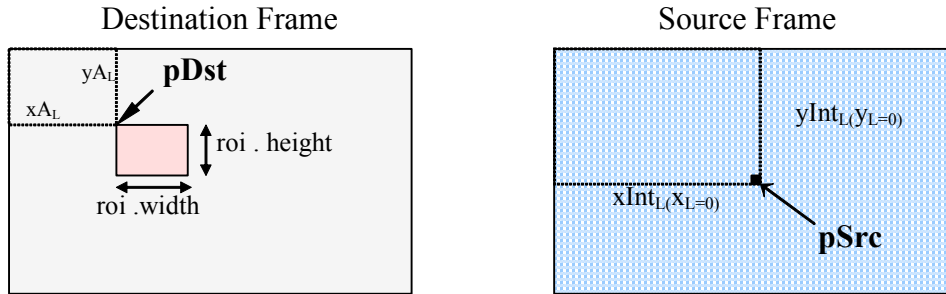 Destination Frame
yA_L
pDst
xA_L
roi . height
roi .width
Source Frame
yInt_L(y_L=0)
xInt_L(x_L=0)
pSrc